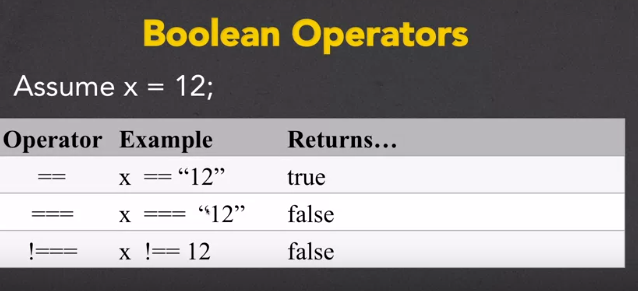 Boolean Operators
Assume x = 12;
Operator Example Returns...
== x == “12” true
=== x === “12” false
!=== x !== 12 false